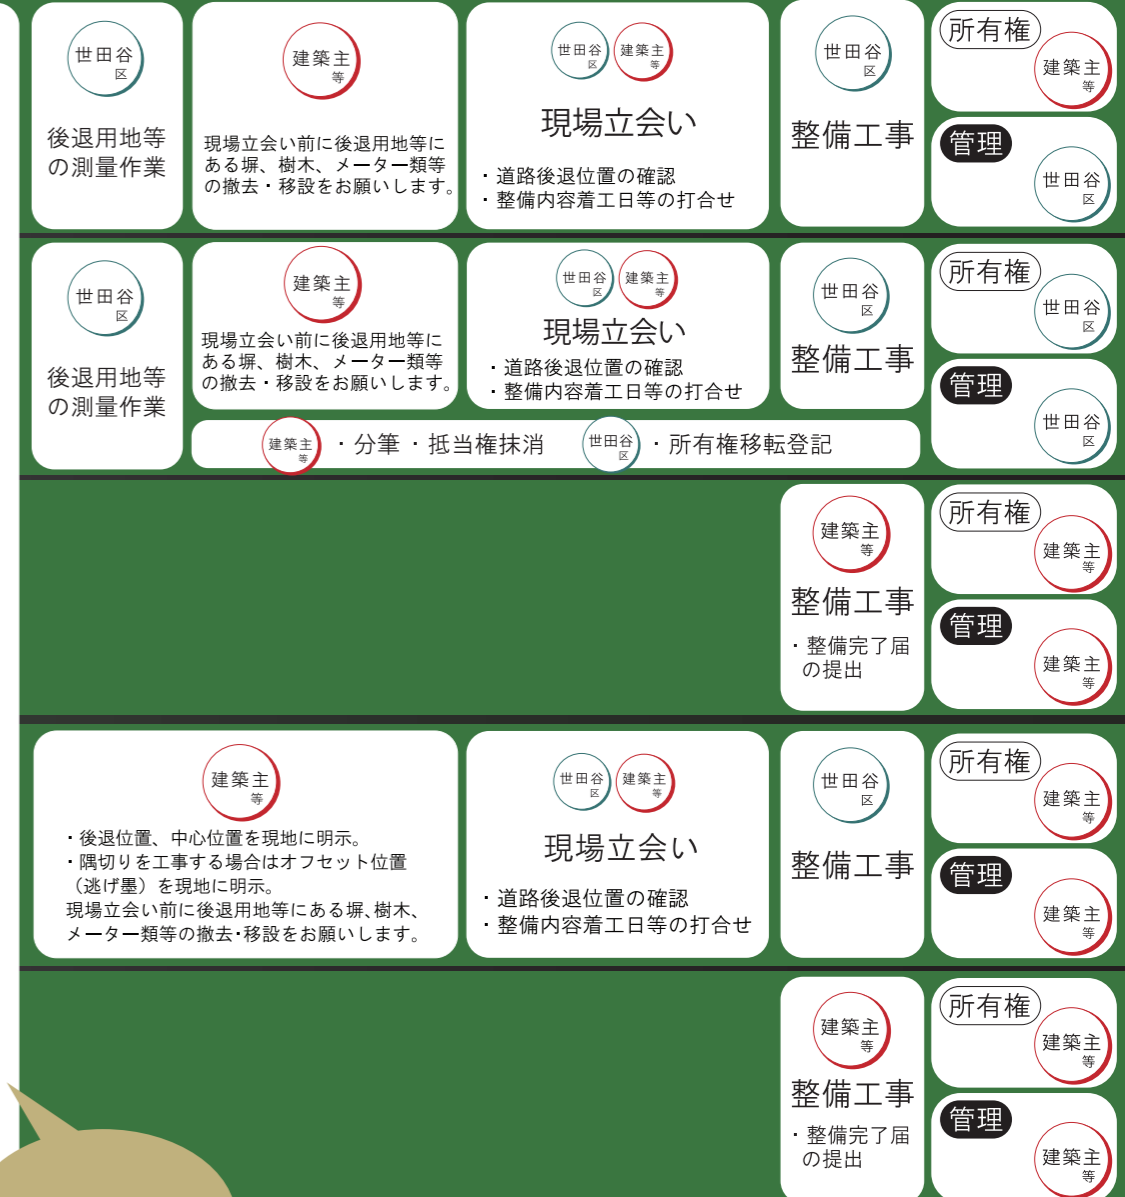 世田谷
区
後退用地等
の測量作業
建築主
等
現場立会い前に後退用地等に
ある塀、樹木、メーター類等
の撤去・移設をお願いします。
世田谷
区
建築主
等
現場立会い
・道路後退位置の確認
・整備内容着工日等の打合せ
世田谷
区
整備工事
所有権
建築主
等
管理
世田谷
区
世田谷
区
後退用地等
の測量作業
建築主
等
現場立会い前に後退用地等に
ある塀、樹木、メーター類等
の撤去・移設をお願いします。
世田谷
区
建築主
等
現場立会い
・道路後退位置の確認
・整備内容着工日等の打合せ
世田谷
区
整備工事
建築主
等
・分筆・抵当権抹消
世田谷
区
・所有権移転登記
所有権
世田谷
区
管理
世田谷
区
建築主
等
整備工事
・整備完了届
の提出
所有権
建築主
等
管理
建築主
等
建築主
等
・後退位置、中心位置を現地に明示。
・隅切りを工事する場合はオフセット位置
（逃げ墨）を現地に明示。
現場立会い前に後退用地等にある塀、樹木、
メーター類等の撤去・移設をお願いします。
世田谷
区
建築主
等
現場立会い
・道路後退位置の確認
・整備内容着工日等の打合せ
世田谷
区
整備工事
所有権
建築主
等
管理
建築主
等
建築主
等
整備工事
・整備完了届
の提出
所有権
建築主
等
管理
建築主
等